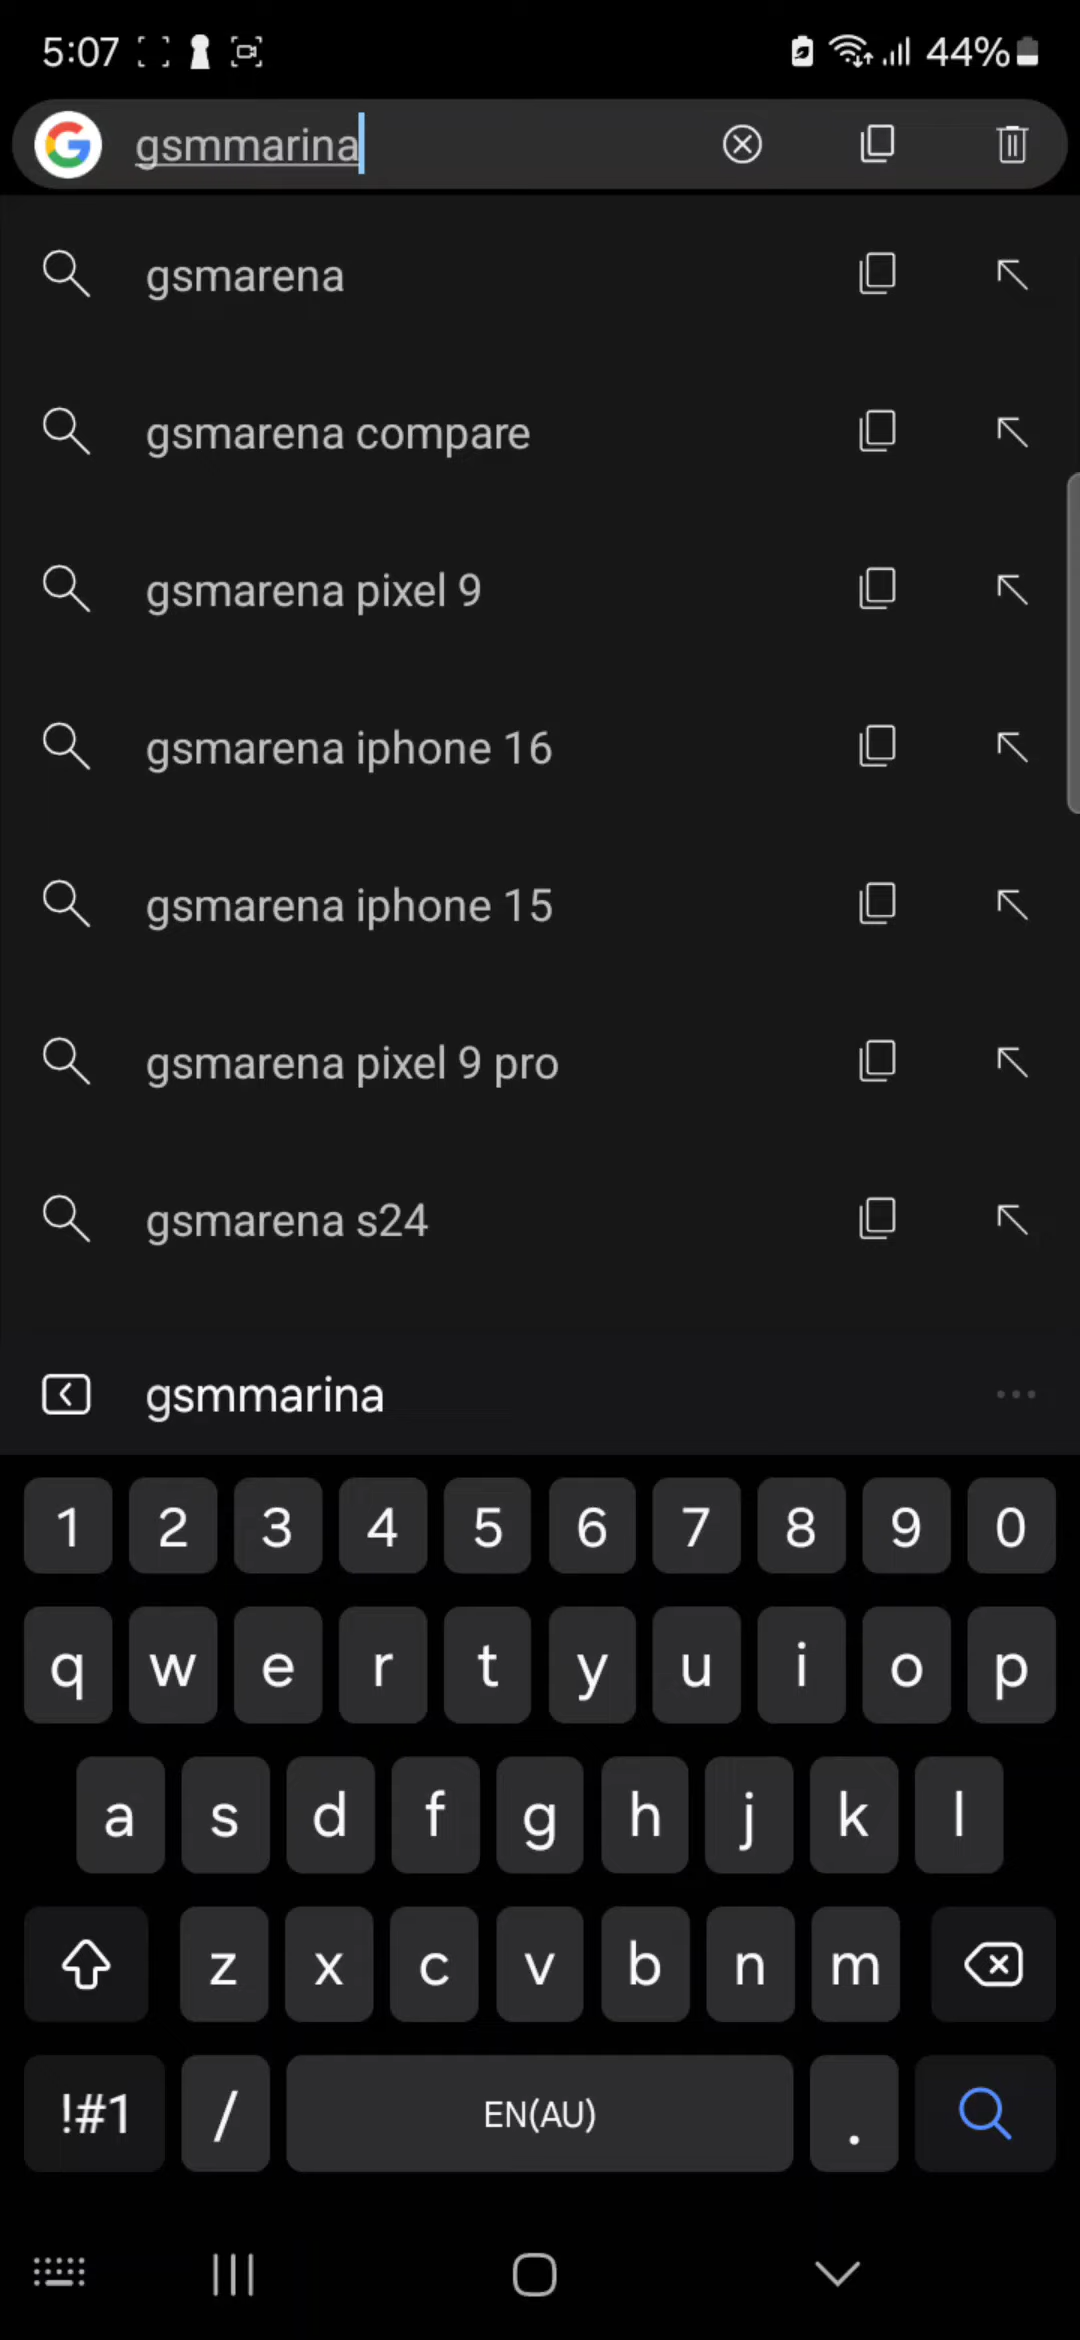 5:07 44%
gsmmarina
gsmarena
gsmarena compare
gsmarena pixel 9
gsmarena iphone 16
gsmarena iphone 15
gsmarena pixel 9 pro
gsmarena s24
gsmmarina
1 2 3 4 5 6 7 8 9 0
q w e r t y u i o p
a s d f g h j k l
z x c v b n m
!#1 / EN(AU) .